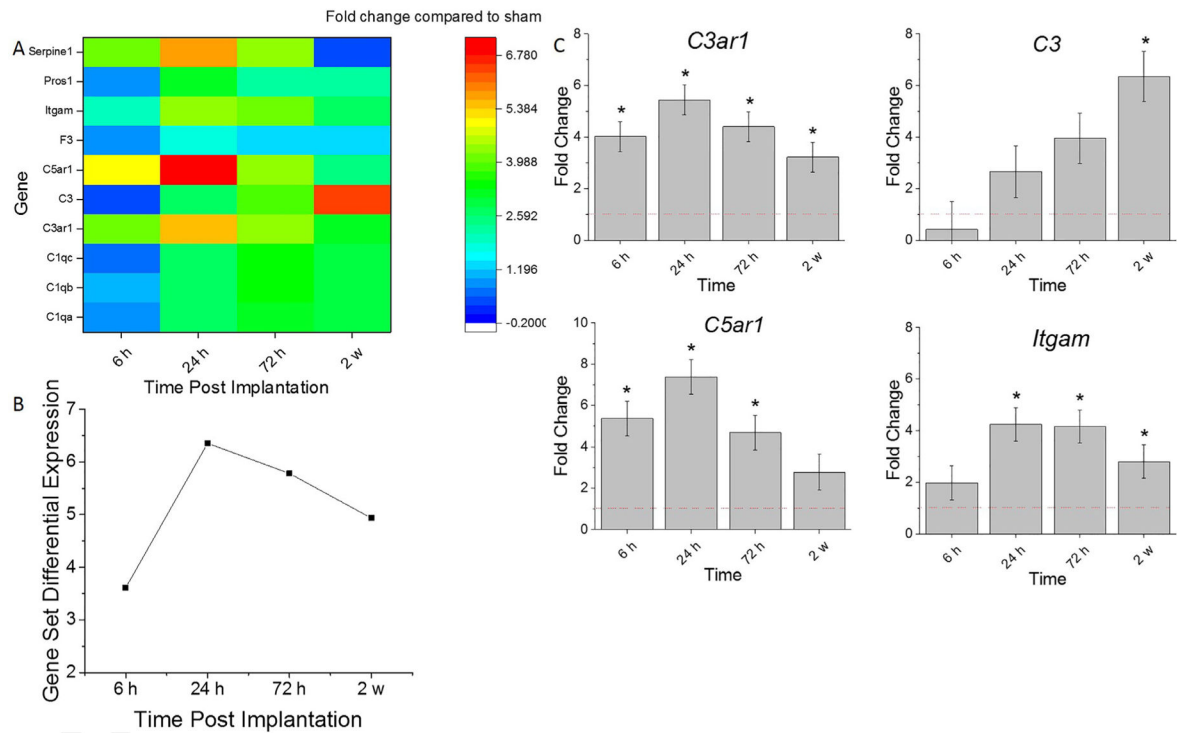 Fold change compared to sham
A
Gene
Serpine1
Pros1
Itgam
F3
C5ar1
C3
C3ar1
C1qc
C1qb
C1qa
6 h
24 h
72 h
2 w
Time Post Implantation
6.780
5.384
3.988
2.592
1.196
-0.2000
B
Gene Set Differential Expression
7
6
5
4
3
2
6 h
24 h
72 h
2 w
Time Post Implantation
C
C3ar1
Fold Change
8
6
4
2
0
* * * *
6 h
24 h
72 h
2 w
Time
C3
Fold Change
8
6
4
2
0
*
6 h
24 h
72 h
2 w
Time
C5ar1
Fold Change
10
8
6
4
2
0
* * *
6 h
24 h
72 h
2 w
Time
Itgam
Fold Change
8
6
4
2
0
* * *
6 h
24 h
72 h
2 w
Time